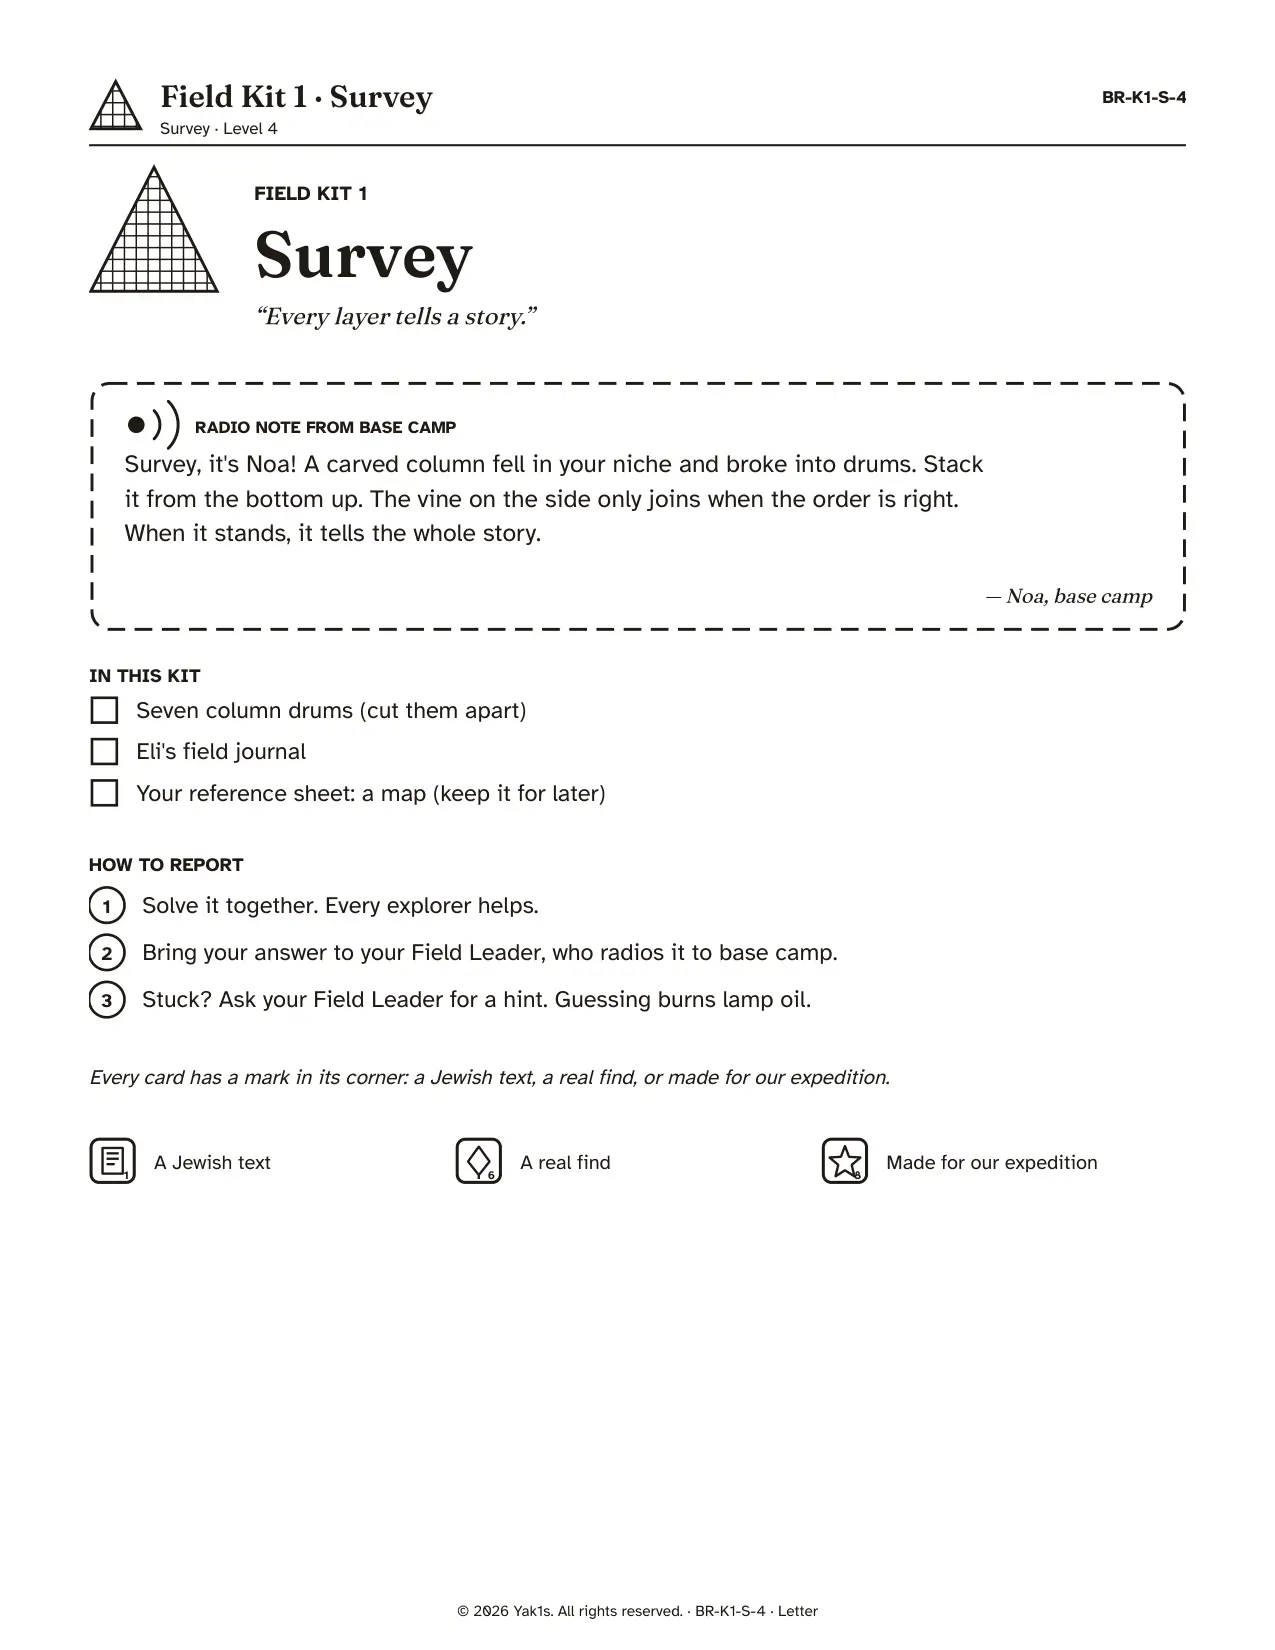 Field Kit 1 · Survey
BR-K1-S-4
Survey · Level 4
FIELD KIT 1
Survey
“Every layer tells a story.”
RADIO NOTE FROM BASE CAMP
Survey, it's Noa! A carved column fell in your niche and broke into drums. Stack
it from the bottom up. The vine on the side only joins when the order is right.
When it stands, it tells the whole story.
— Noa, base camp
IN THIS KIT
Seven column drums (cut them apart)
Eli's field journal
Your reference sheet: a map (keep it for later)
HOW TO REPORT
1 Solve it together. Every explorer helps.
2 Bring your answer to your Field Leader, who radios it to base camp.
3 Stuck? Ask your Field Leader for a hint. Guessing burns lamp oil.
Every card has a mark in its corner: a Jewish text, a real find, or made for our expedition.
1 A Jewish text
6 A real find
8 Made for our expedition
© 2026 Yak1s. All rights reserved. · BR-K1-S-4 · Letter